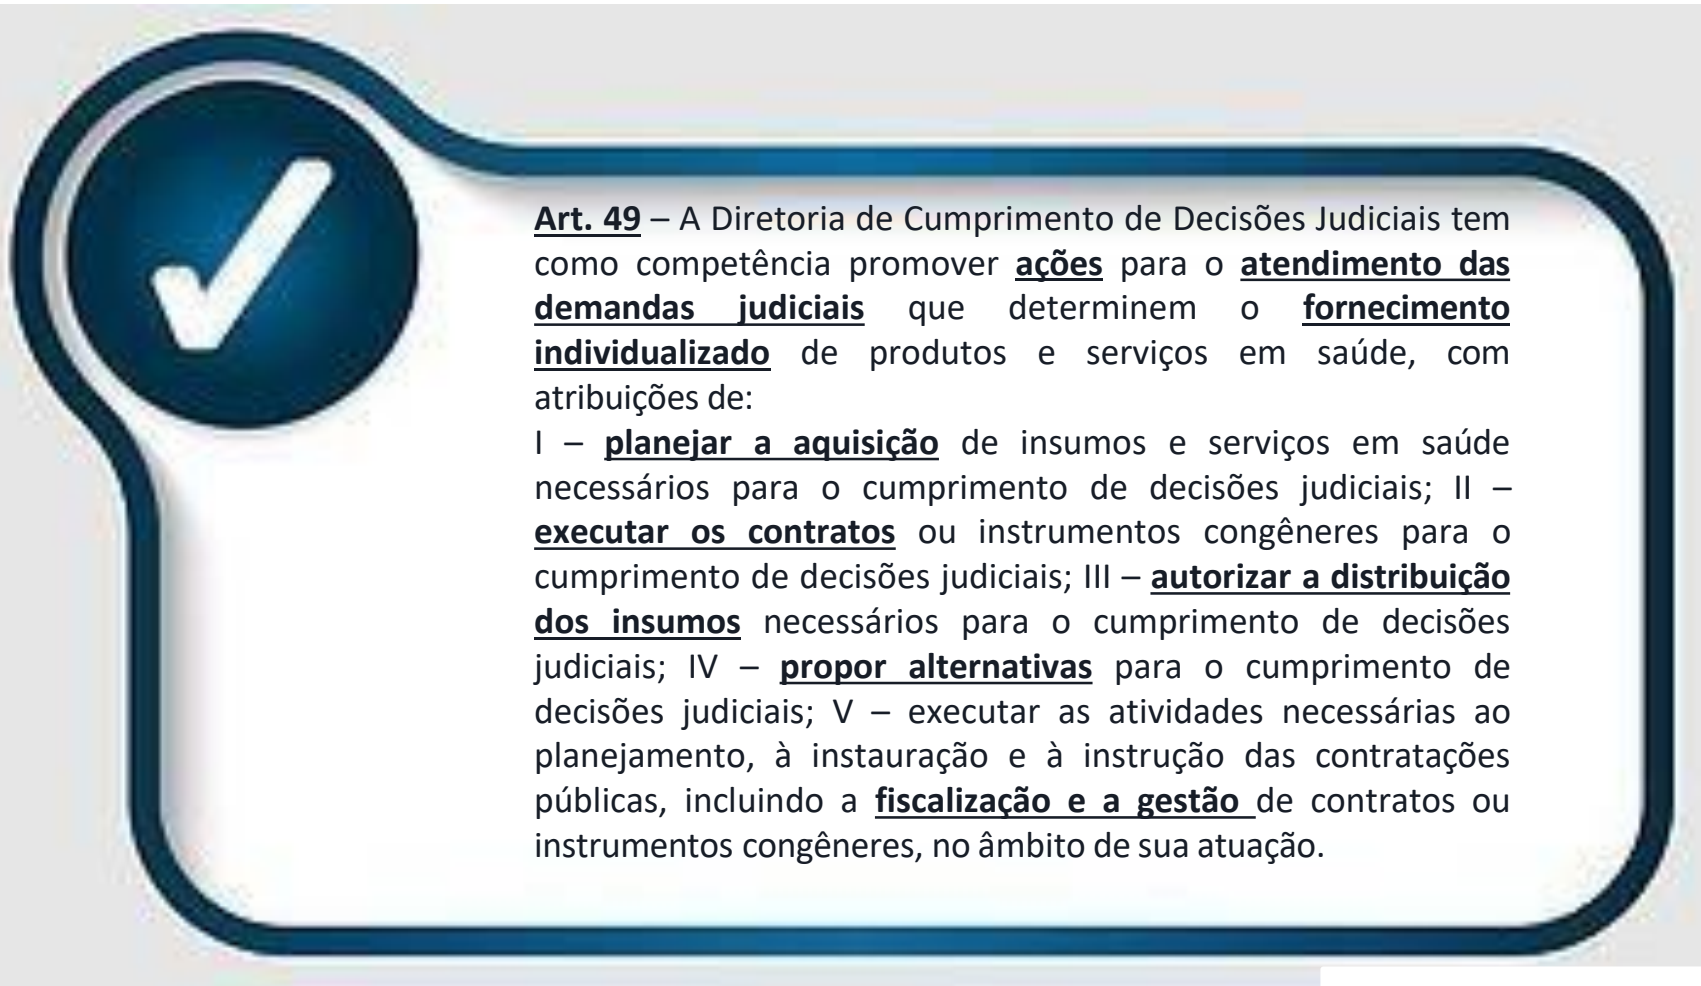 Art. 49 – A Diretoria de Cumprimento de Decisões Judiciais tem
como competência promover ações para o atendimento das
demandas judiciais que determinem o fornecimento
individualizado de produtos e serviços em saúde, com
atribuições de:
I – planejar a aquisição de insumos e serviços em saúde
necessários para o cumprimento de decisões judiciais; II –
executar os contratos ou instrumentos congêneres para o
cumprimento de decisões judiciais; III – autorizar a distribuição
dos insumos necessários para o cumprimento de decisões
judiciais; IV – propor alternativas para o cumprimento de
decisões judiciais; V – executar as atividades necessárias ao
planejamento, à instauração e à instrução das contratações
públicas, incluindo a fiscalização e a gestão de contratos ou
instrumentos congêneres, no âmbito de sua atuação.